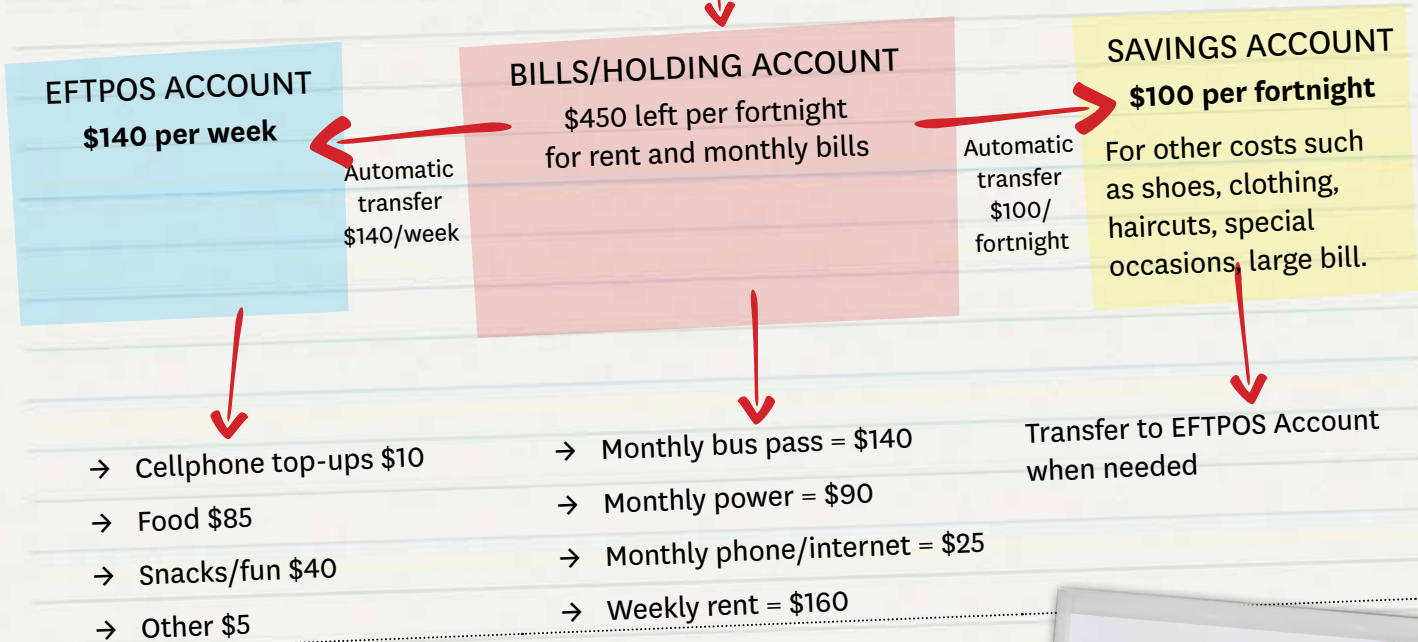 EFTPOS ACCOUNT
$140 per week
Automatic
transfer
$140/week
BILLS/HOLDING ACCOUNT
$450 left per fortnight
for rent and monthly bills
Automatic
transfer
$100/
fortnight
SAVINGS ACCOUNT
$100 per fortnight
For other costs such
as shoes, clothing,
haircuts, special
occasions, large bill.
→ Cellphone top-ups $10
→ Food $85
→ Snacks/fun $40
→ Other $5
→ Monthly bus pass = $140
→ Monthly power = $90
→ Monthly phone/internet = $25
→ Weekly rent = $160
Transfer to EFTPOS Account
when needed